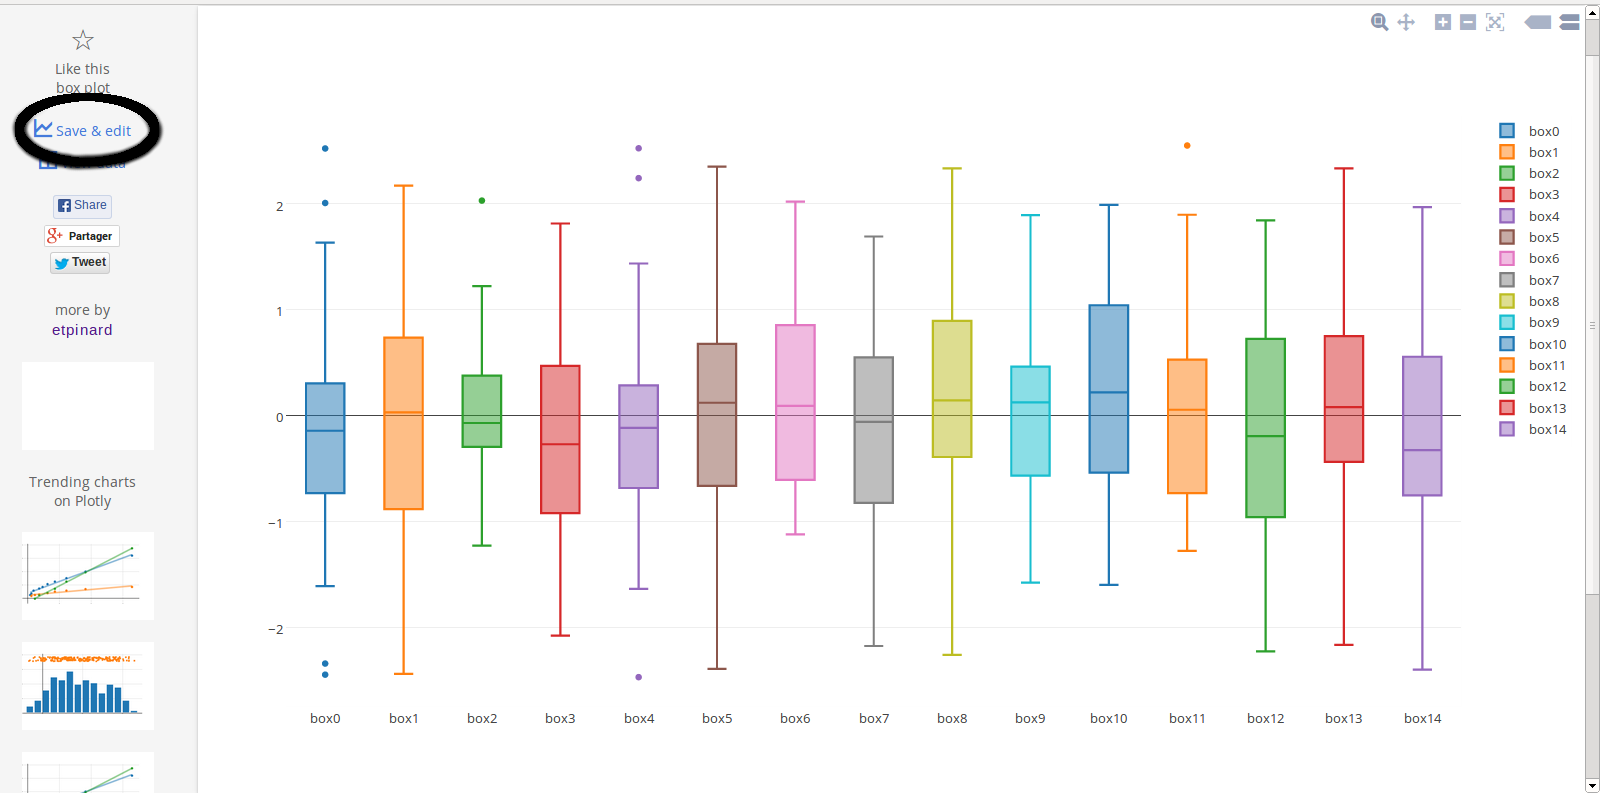 Like this
box plot
Save & edit
Share
Partager
Tweet
more by
etpinard
Trending charts
on Plotly
2
1
0
−1
−2
box0
box1
box2
box3
box4
box5
box6
box7
box8
box9
box10
box11
box12
box13
box14
box0
box1
box2
box3
box4
box5
box6
box7
box8
box9
box10
box11
box12
box13
box14